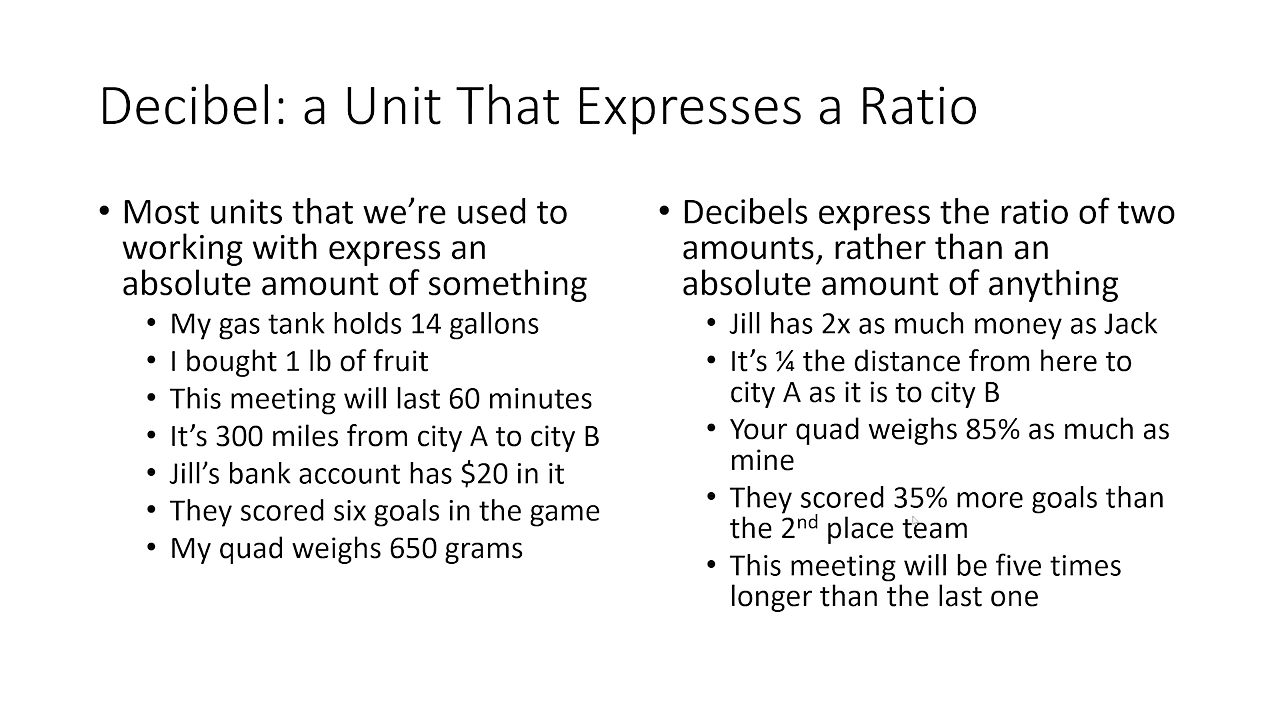 Decibel: a Unit That Expresses a Ratio
• Most units that we’re used to
working with express an
absolute amount of something
• My gas tank holds 14 gallons
• I bought 1 lb of fruit
• This meeting will last 60 minutes
• It’s 300 miles from city A to city B
• Jill’s bank account has $20 in it
• They scored six goals in the game
• My quad weighs 650 grams
• Decibels express the ratio of two
amounts, rather than an
absolute amount of anything
• Jill has 2x as much money as Jack
• It’s ¼ the distance from here to
city A as it is to city B
• Your quad weighs 85% as much as
mine
• They scored 35% more goals than
the 2nd place team
• This meeting will be five times
longer than the last one